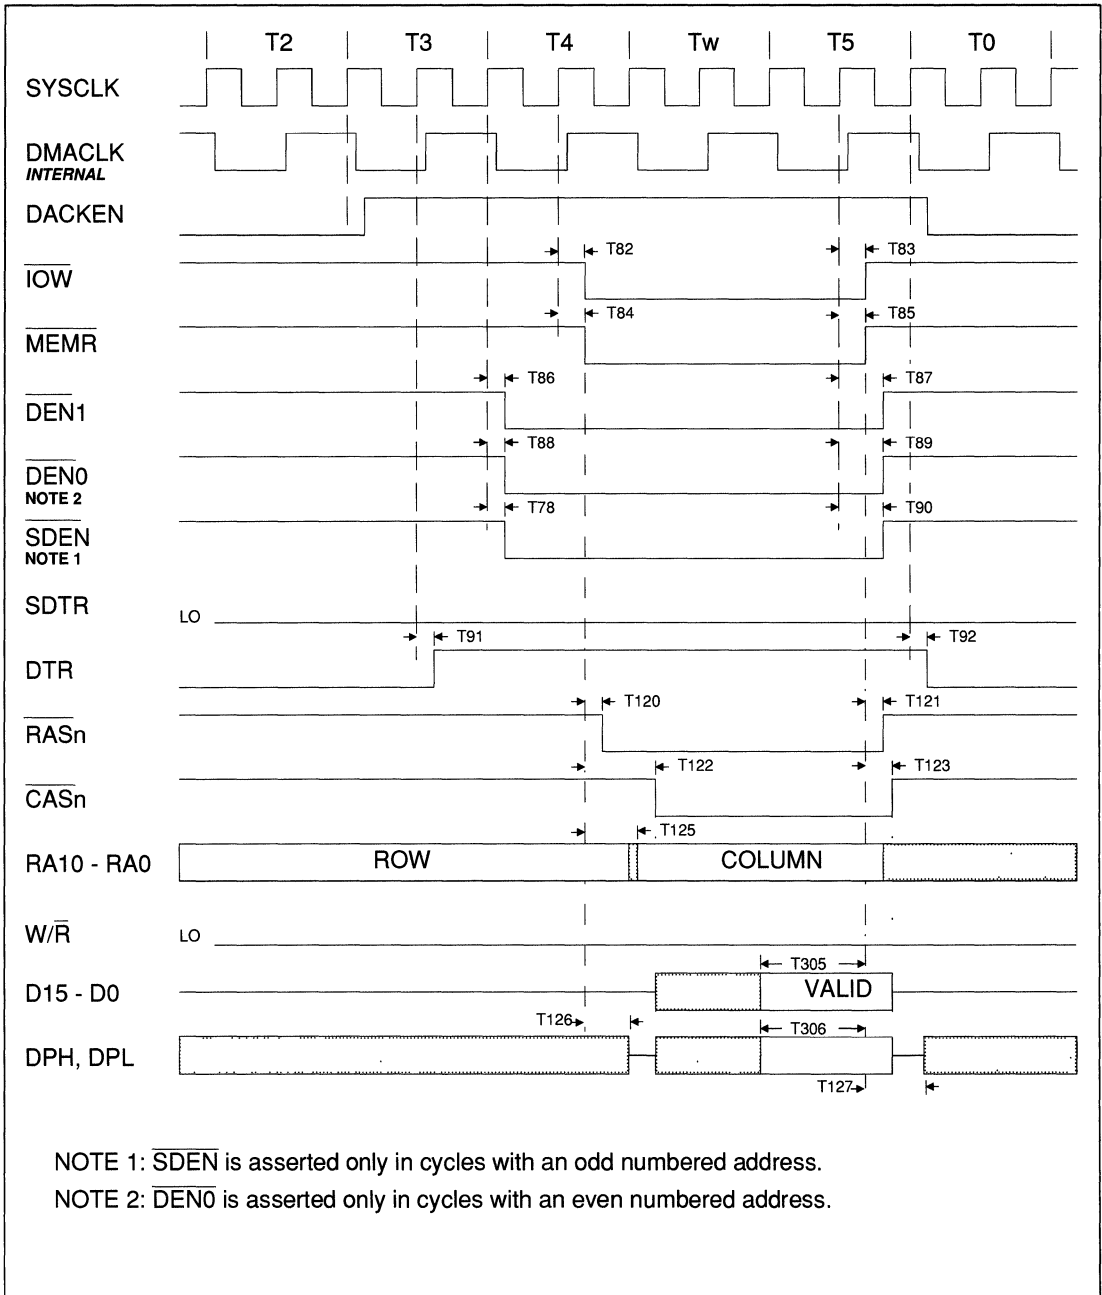 T2 T3 T4 Tw T5 T0
SYSCLK
DMACLK
INTERNAL
DACKEN
T82 T83
IOW
T84 T85
MEMR
T86 T87
DEN1
T88 T89
DEN0
NOTE 2
T78 T90
SDEN
NOTE 1
SDTR
LO
T91 T92
DTR
T120 T121
RASn
T122 T123
CASn
T125
RA10 - RA0 ROW COLUMN
W/R LO
T305
D15 - D0 VALID
T126 T306
DPH, DPL
T127
NOTE 1: SDEN is asserted only in cycles with an odd numbered address.
NOTE 2: DEN0 is asserted only in cycles with an even numbered address.